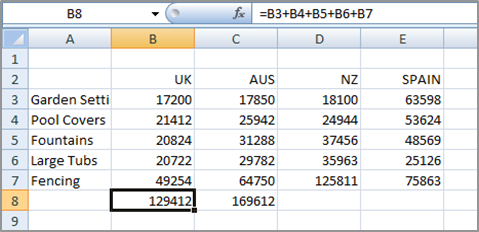 B8 fx =B3+B4+B5+B6+B7
A B C D E
1
2 UK AUS NZ SPAIN
3 Garden Setti 17200 17850 18100 63598
4 Pool Covers 21412 25942 24944 53624
5 Fountains 20824 31288 37456 48569
6 Large Tubs 20722 29782 35963 25126
7 Fencing 49254 64750 125811 75863
8 129412 169612
9